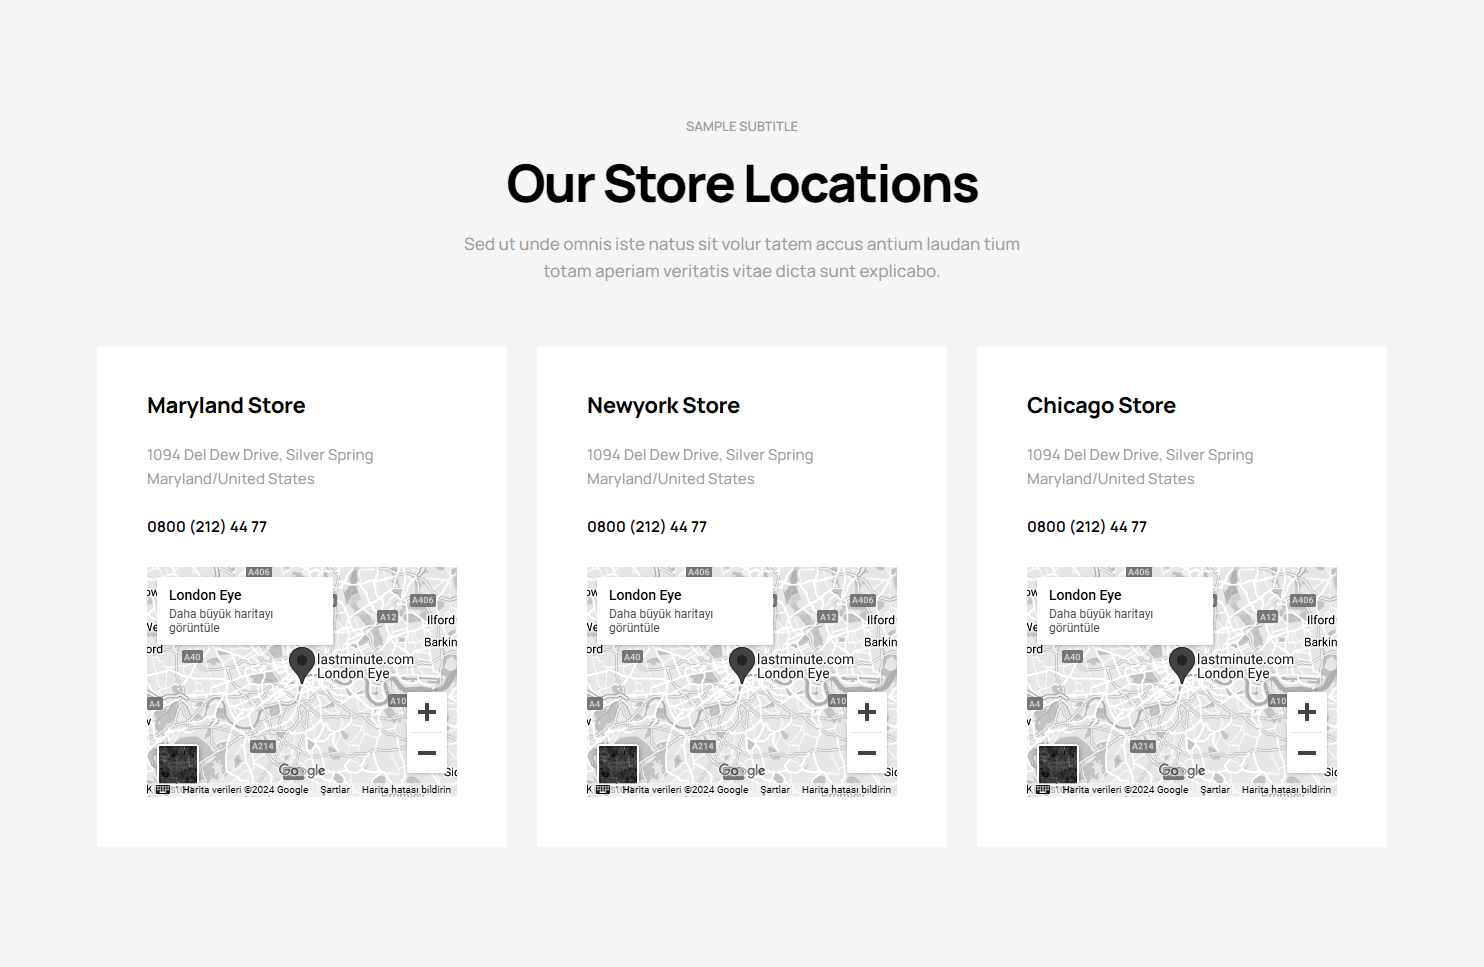 SAMPLE SUBTITLE
Our Store Locations
Sed ut unde omnis iste natus sit volur tatem accus antium laudan tium
totam aperiam veritatis vitae dicta sunt explicabo.
Maryland Store
1094 Del Dew Drive, Silver Spring
Maryland/United States
0800 (212) 44 77
A406
London Eye
Daha büyük haritayı
görüntüle
A406
A12
Ilford
Barkin
ord
A40
lastminute.com
London Eye
A4
A10
A214
Google
Harita verileri ©2024 Google
Şartlar
Harita hatası bildirin
Newyork Store
1094 Del Dew Drive, Silver Spring
Maryland/United States
0800 (212) 44 77
A406
London Eye
Daha büyük haritayı
görüntüle
A406
A12
Ilford
Barkin
ord
A40
lastminute.com
London Eye
A4
A10
A214
Google
Harita verileri ©2024 Google
Şartlar
Harita hatası bildirin
Chicago Store
1094 Del Dew Drive, Silver Spring
Maryland/United States
0800 (212) 44 77
A406
London Eye
Daha büyük haritayı
görüntüle
A406
A12
Ilford
Barkin
ord
A40
lastminute.com
London Eye
A4
A10
A214
Google
Harita verileri ©2024 Google
Şartlar
Harita hatası bildirin